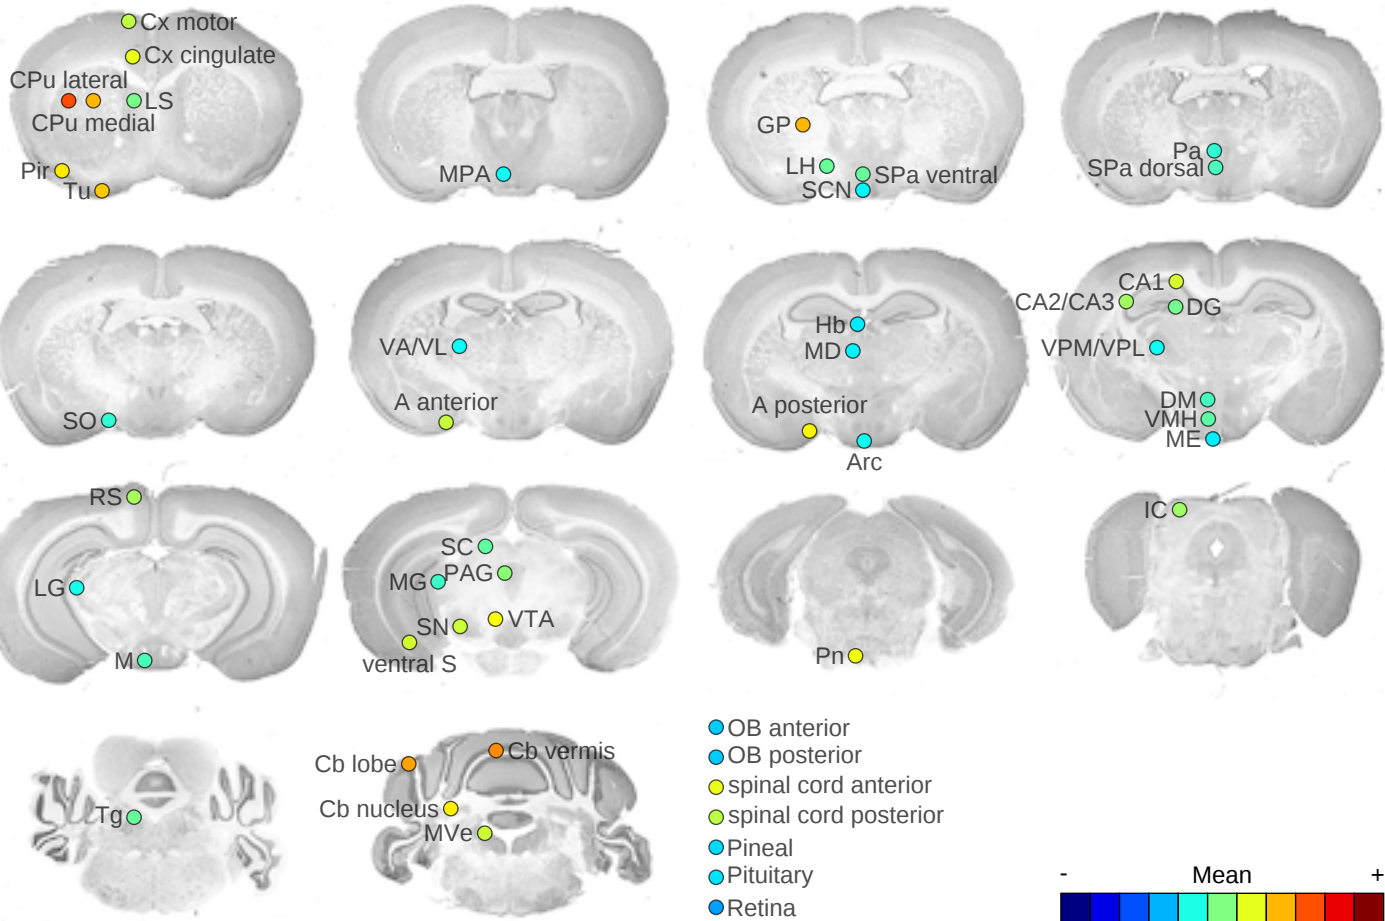 Cx motor
Cx cingulate
CPu lateral
LS
CPu medial
Pir
Tu
MPA
GP
LH
SPa ventral
SCN
Pa
SPa dorsal
SO
VA/VL
A anterior
Hb
MD
A posterior
Arc
CA1
CA2/CA3
DG
VPM/VPL
DM
VMH
ME
RS
LG
M
SC
MG
PAG
SN
VTA
ventral S
Pn
IC
Tg
Cb lobe
Cb vermis
Cb nucleus
MVe
OB anterior
OB posterior
spinal cord anterior
spinal cord posterior
Pineal
Pituitary
Retina
- Mean +